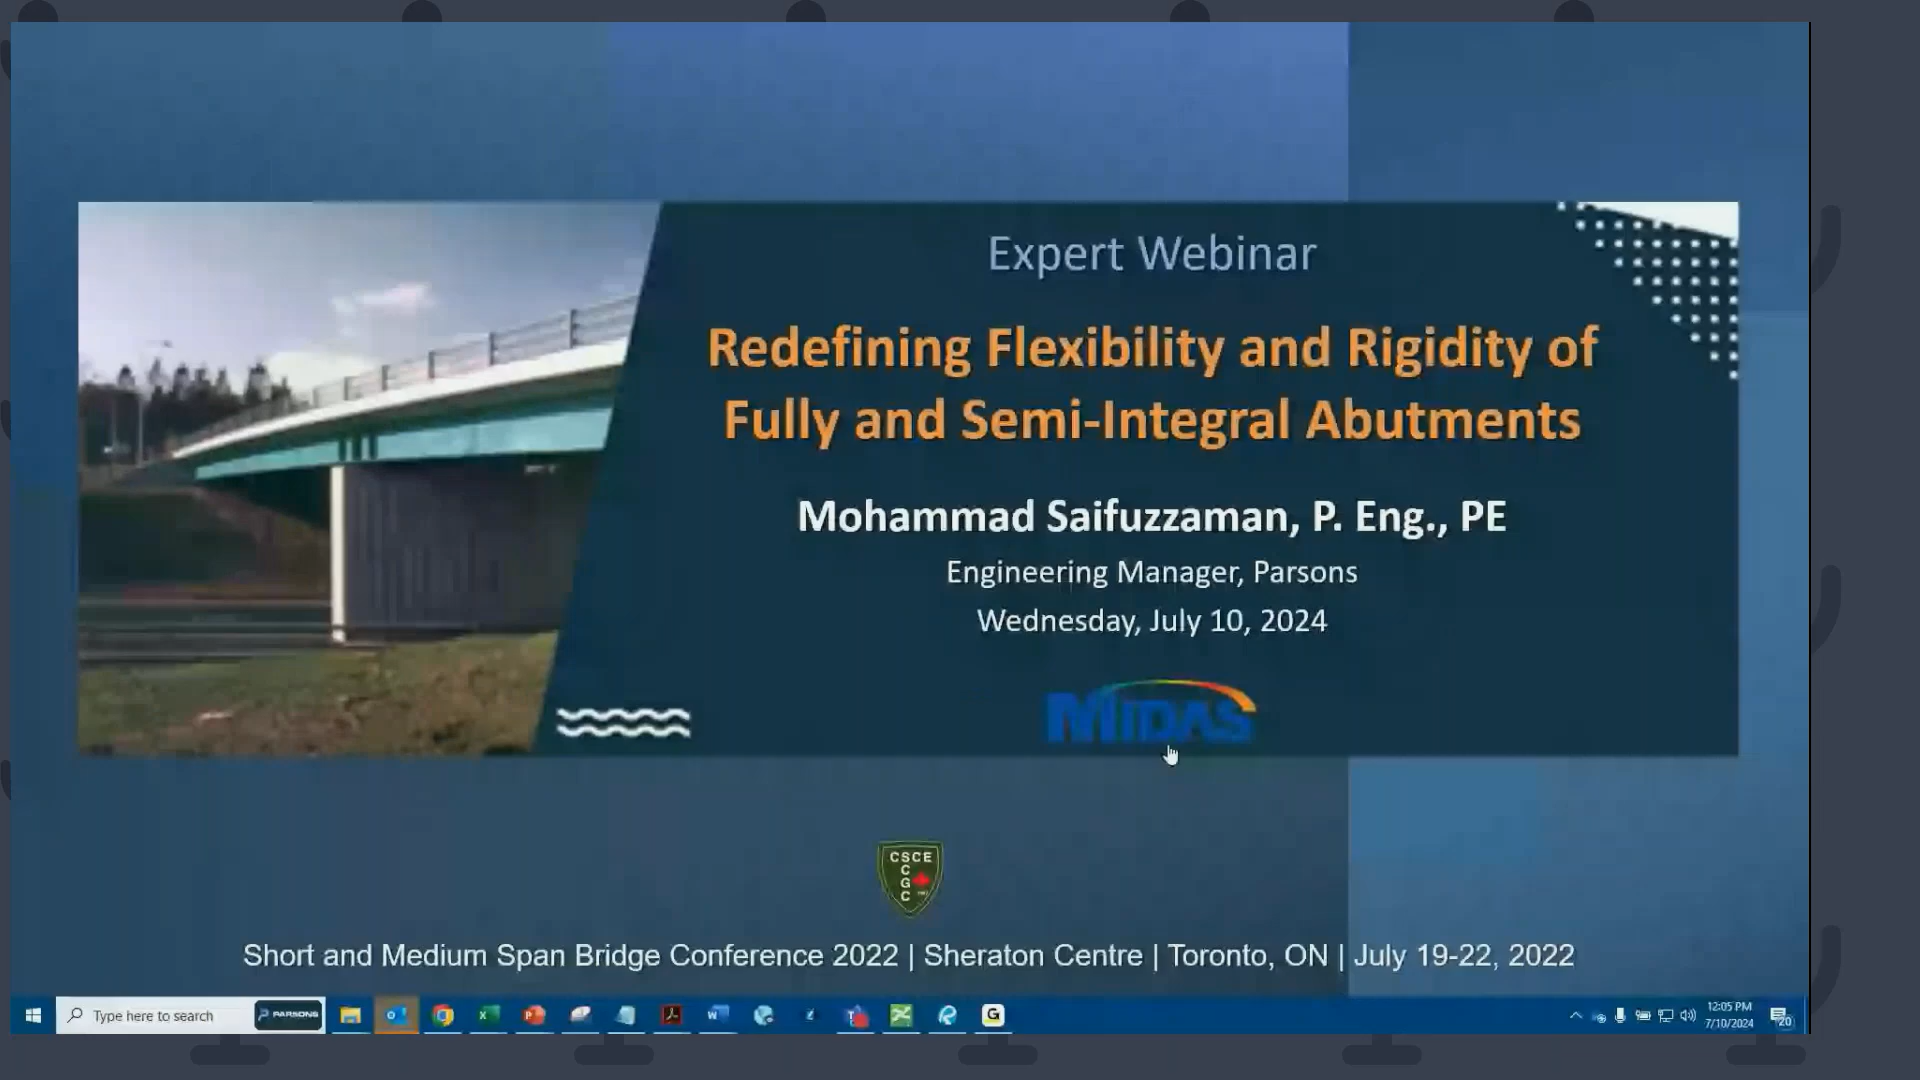 Expert Webinar
Redefining Flexibility and Rigidity of
Fully and Semi-Integral Abutments
Mohammad Saifuzzaman, P. Eng., PE
Engineering Manager, Parsons
Wednesday, July 10, 2024
MIDAS
CSCE
C
G
C
Short and Medium Span Bridge Conference 2022 | Sheraton Centre | Toronto, ON | July 19-22, 2022
Type here to search
PARSONS
12:05 PM
7/10/2024
20